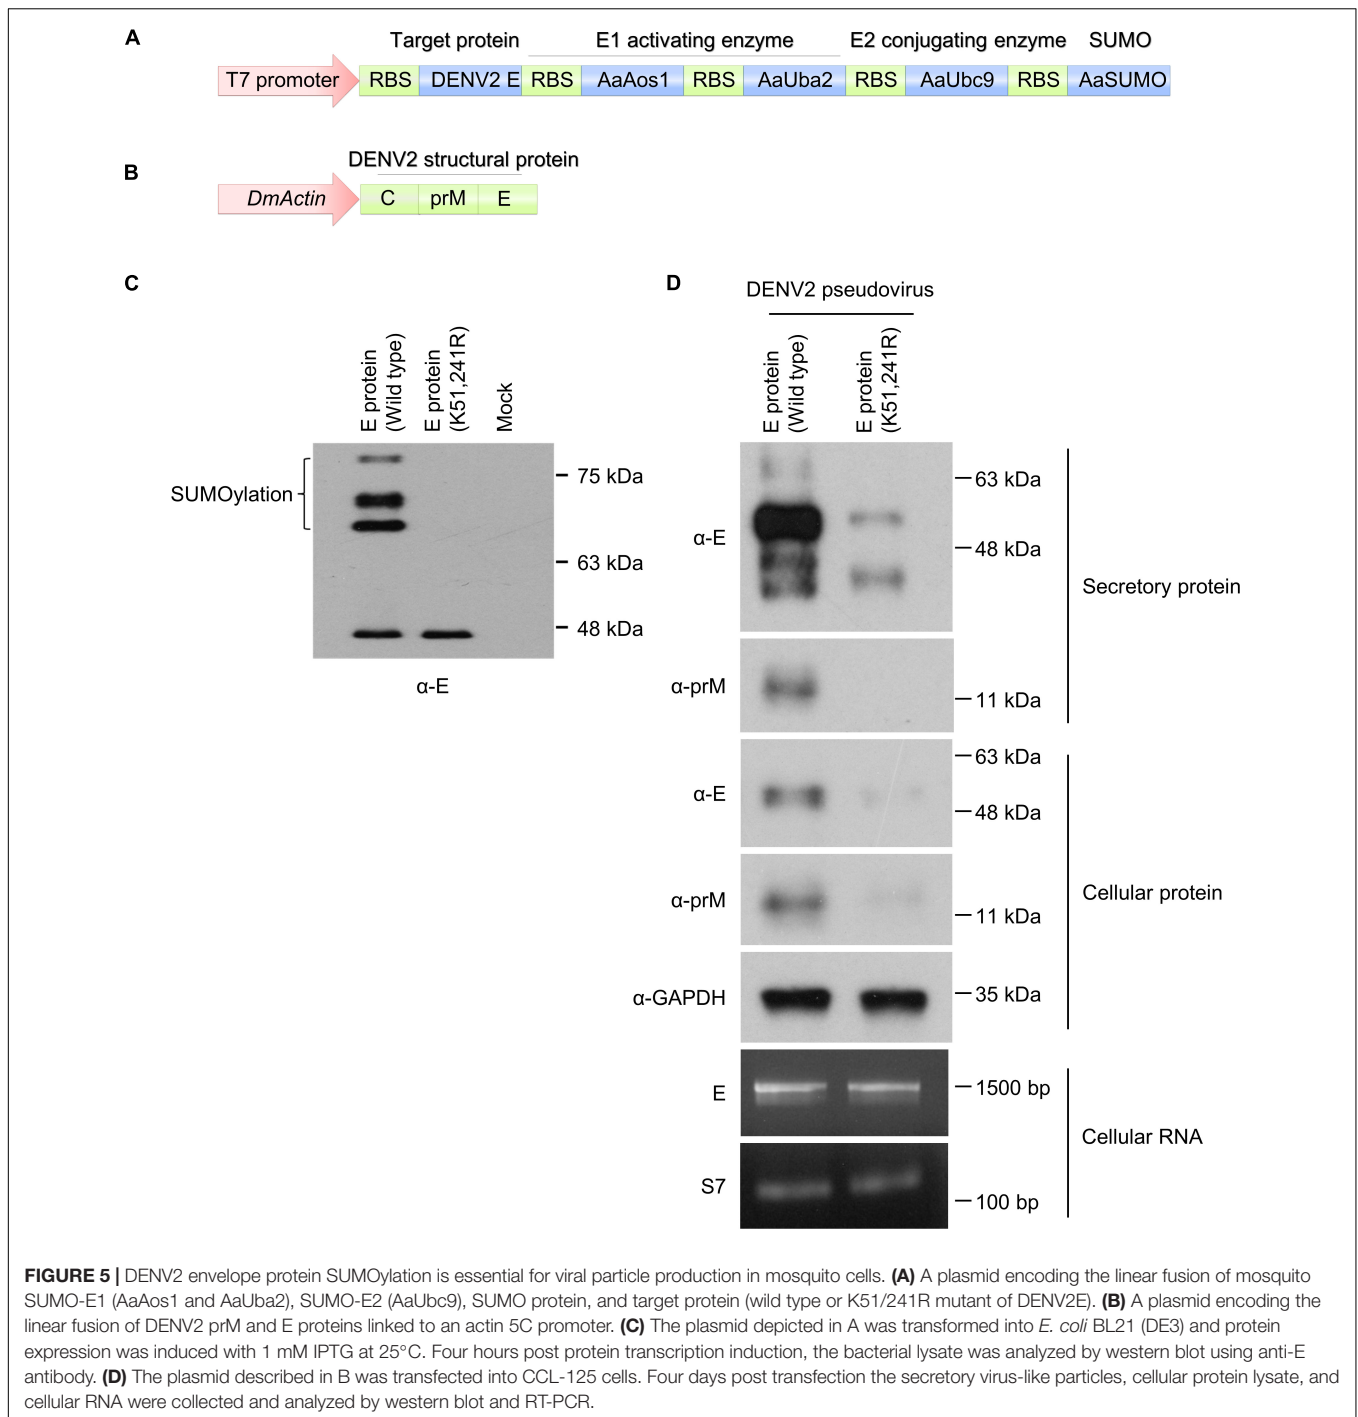 A
Target protein E1 activating enzyme E2 conjugating enzyme SUMO
T7 promoter RBS DENV2 E RBS AaAos1 RBS AaUba2 RBS AaUbc9 RBS AaSUMO
B
DENV2 structural protein
DmActin C prM E
C
E protein
(Wild type)
E protein
(K51,241R)
Mock
SUMOylation
75 kDa
63 kDa
48 kDa
α-E
D
DENV2 pseudovirus
E protein
(Wild type)
E protein
(K51,241R)
α-E
63 kDa
48 kDa
α-prM
11 kDa
Secretory protein
α-E
63 kDa
48 kDa
α-prM
11 kDa
α-GAPDH
35 kDa
Cellular protein
E
1500 bp
S7
100 bp
Cellular RNA
FIGURE 5 | DENV2 envelope protein SUMOylation is essential for viral particle production in mosquito cells. (A) A plasmid encoding the linear fusion of mosquito
SUMO-E1 (AaAos1 and AaUba2), SUMO-E2 (AaUbc9), SUMO protein, and target protein (wild type or K51/241R mutant of DENV2E). (B) A plasmid encoding the
linear fusion of DENV2 prM and E proteins linked to an actin 5C promoter. (C) The plasmid depicted in A was transformed into E. coli BL21 (DE3) and protein
expression was induced with 1 mM IPTG at 25°C. Four hours post protein transcription induction, the bacterial lysate was analyzed by western blot using anti-E
antibody. (D) The plasmid described in B was transfected into CCL-125 cells. Four days post transfection the secretory virus-like particles, cellular protein lysate, and
cellular RNA were collected and analyzed by western blot and RT-PCR.